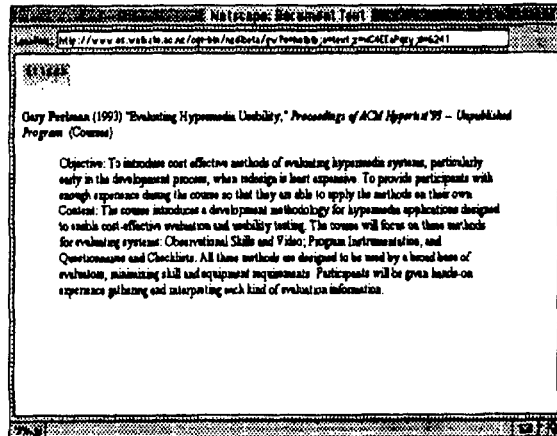 Netscape: Document Text
Gary Perlman (1993) "Evaluating Hypermedia Usability," Proceedings of ACM Hypertext'93 – Unpublished
Program (Courses)
Objective: To introduce cost effective methods of evaluating hypermedia systems, particularly
early in the development process, when redesign is least expensive. To provide participants with
enough experience during the course so that they are able to apply the methods on their own
Content: The course introduces a development methodology for hypermedia applications designed
to enable cost-effective evaluation and usability testing. The course will focus on three methods
for evaluating systems: Observational Skills and Video; Program Instrumentation, and
Questionnaires and Checklists. All three methods are designed to be used by a broad base of
evaluators, minimizing skill and equipment requirements. Participants will be given hands-on
experience gathering and interpreting each kind of evaluation information.